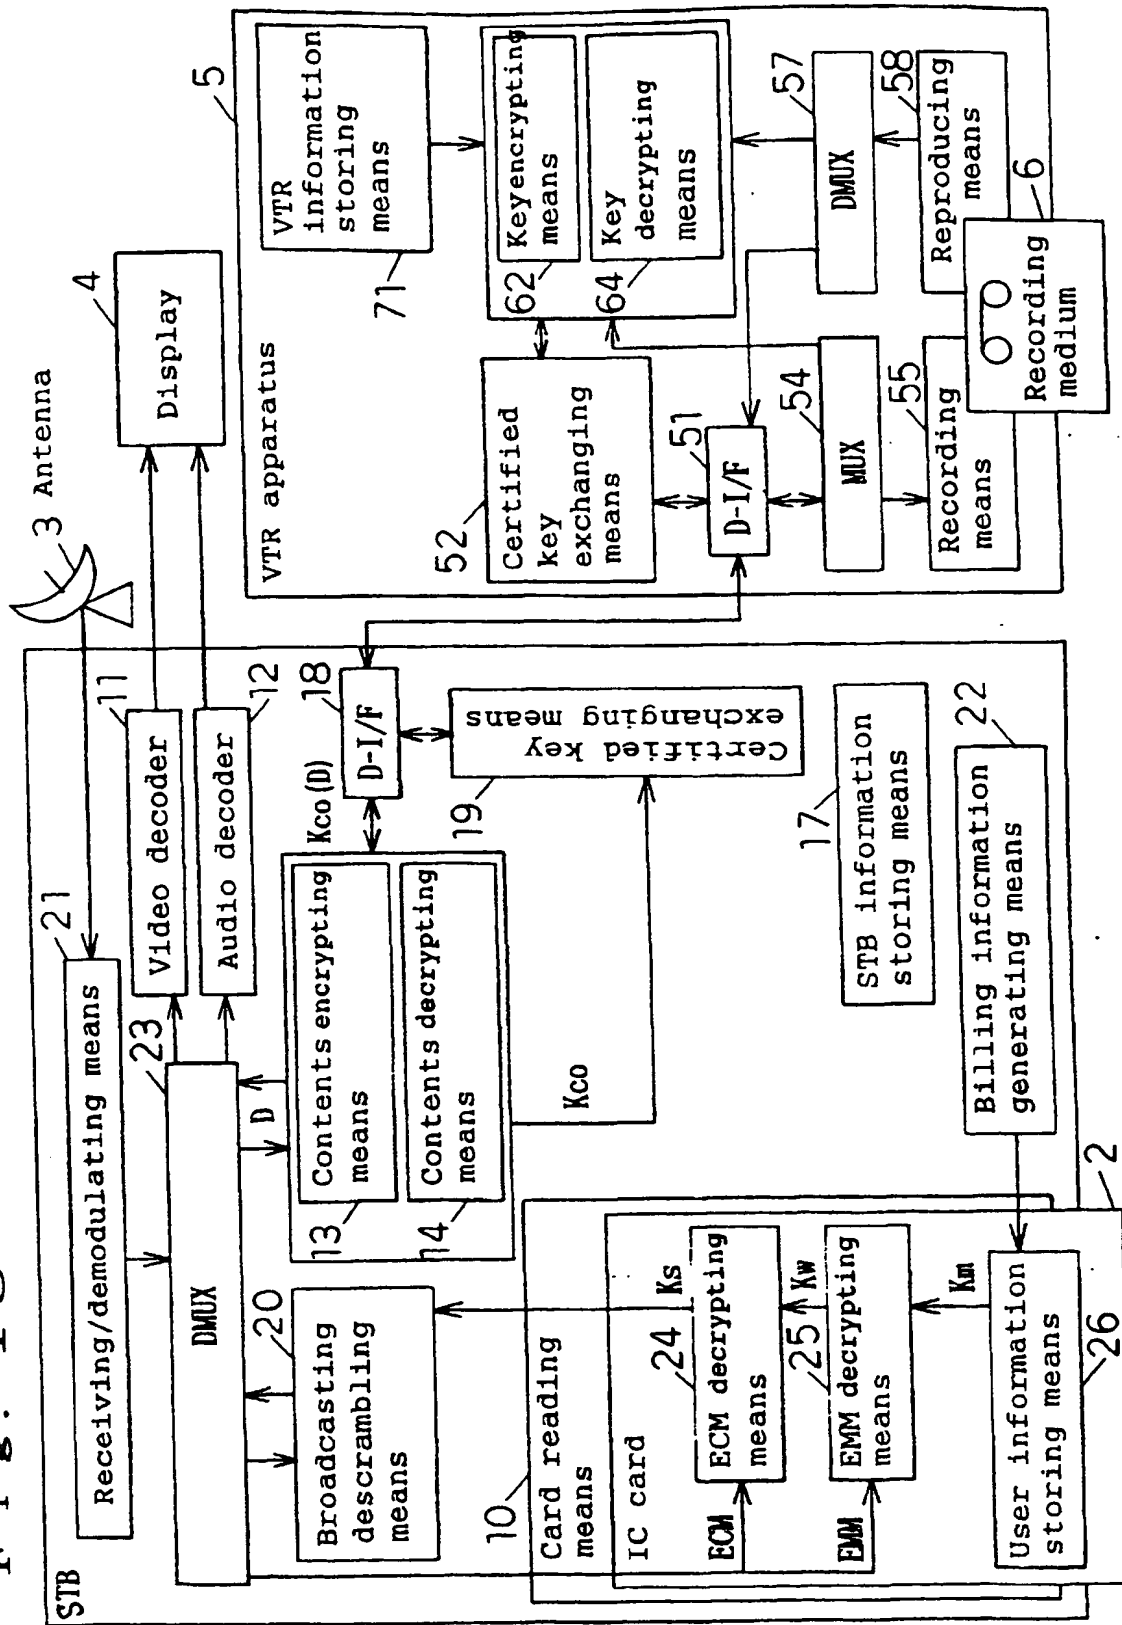 STB
Receiving/demodulating means
21
DMUX
23
Video decoder
11
Audio decoder
12
3 Antenna
Display
4
Broadcasting
descrambling
means
20
D
Contents encrypting
means
13
Contents decrypting
means
14
Kco(D)
D-I/F
18
Certified key
exchanging means
19
Kco
Card reading
means
10
IC card
2
ECM
ECM decrypting
means
24
Ks
EMM
EMM decrypting
means
25
Kw
Km
User information
storing means
26
STB information
storing means
17
Billing information
generating means
22
VTR apparatus
5
VTR
information
storing
means
71
Certified
key
exchanging
means
52
Keyencrypting
means
62
Key
decrypting
means
64
D-I/F
51
MUX
54
DMUX
57
Recording
means
55
Reproducing
means
58
Recording
medium
6